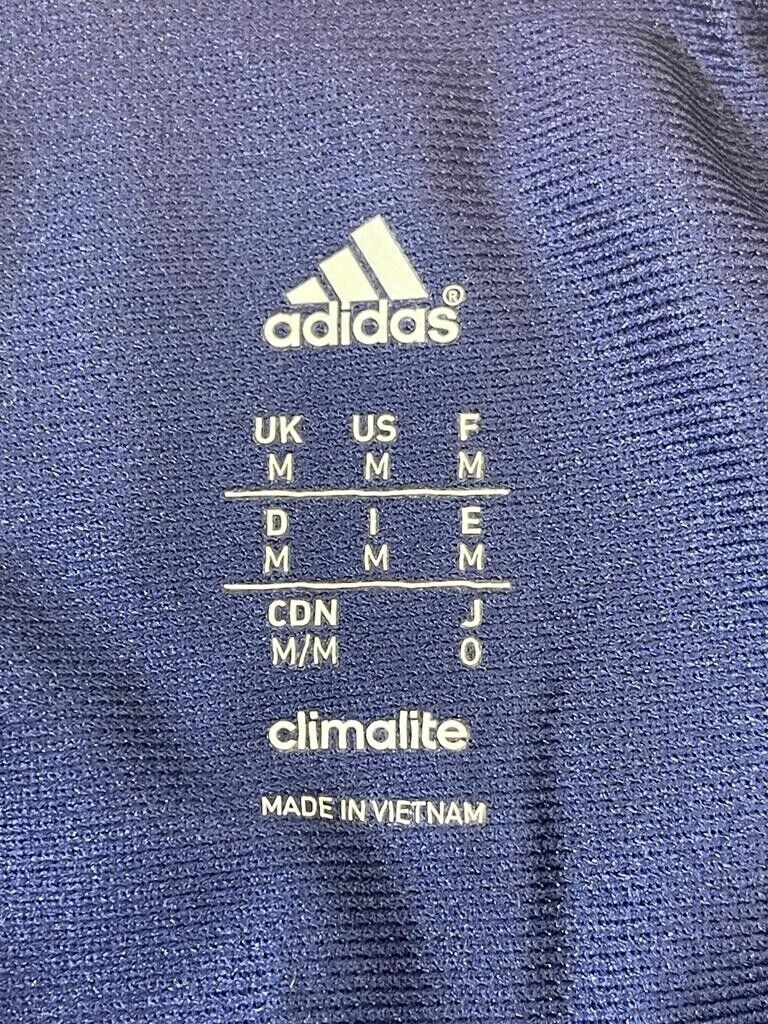 adidas®
UK US F
M M M
D I E
M M M
CDN J
M/M O
climalite
MADE IN VIETNAM